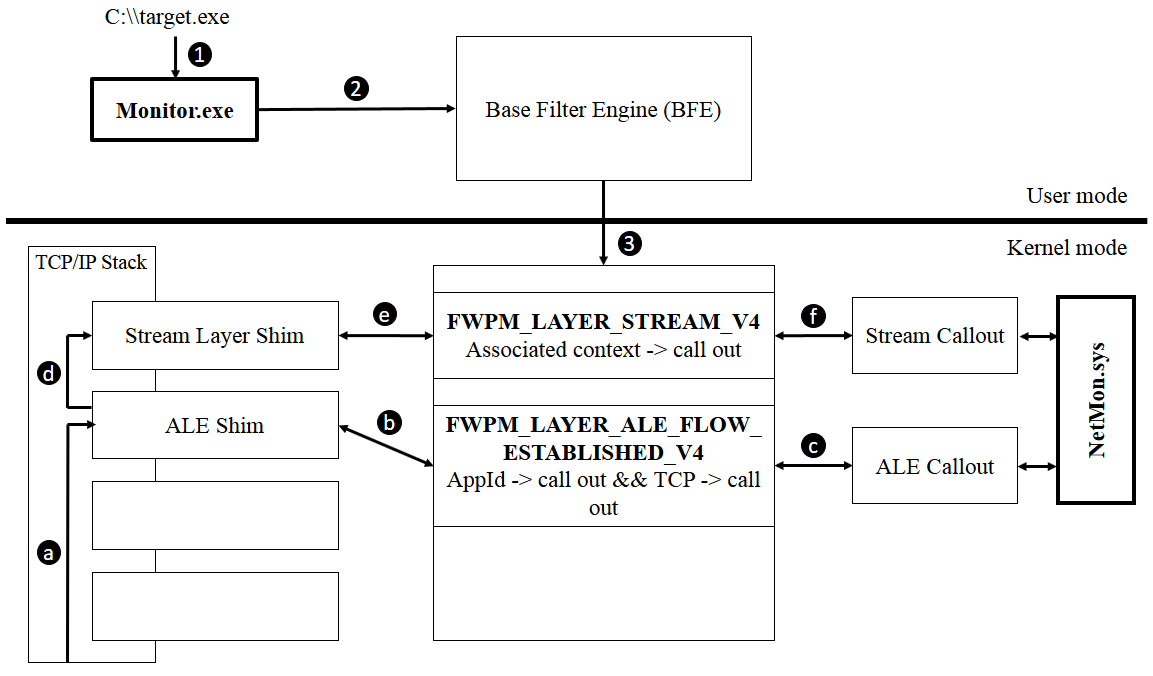 C:\\target.exe
1
Monitor.exe
2
Base Filter Engine (BFE)
User mode
3
Kernel mode
TCP/IP Stack
Stream Layer Shim
e
FWPM_LAYER_STREAM_V4
Associated context -> call out
f
Stream Callout
d
ALE Shim
b
FWPM_LAYER_ALE_FLOW_
ESTABLISHED_V4
AppId -> call out && TCP -> call
out
c
ALE Callout
NetMon.sys
a